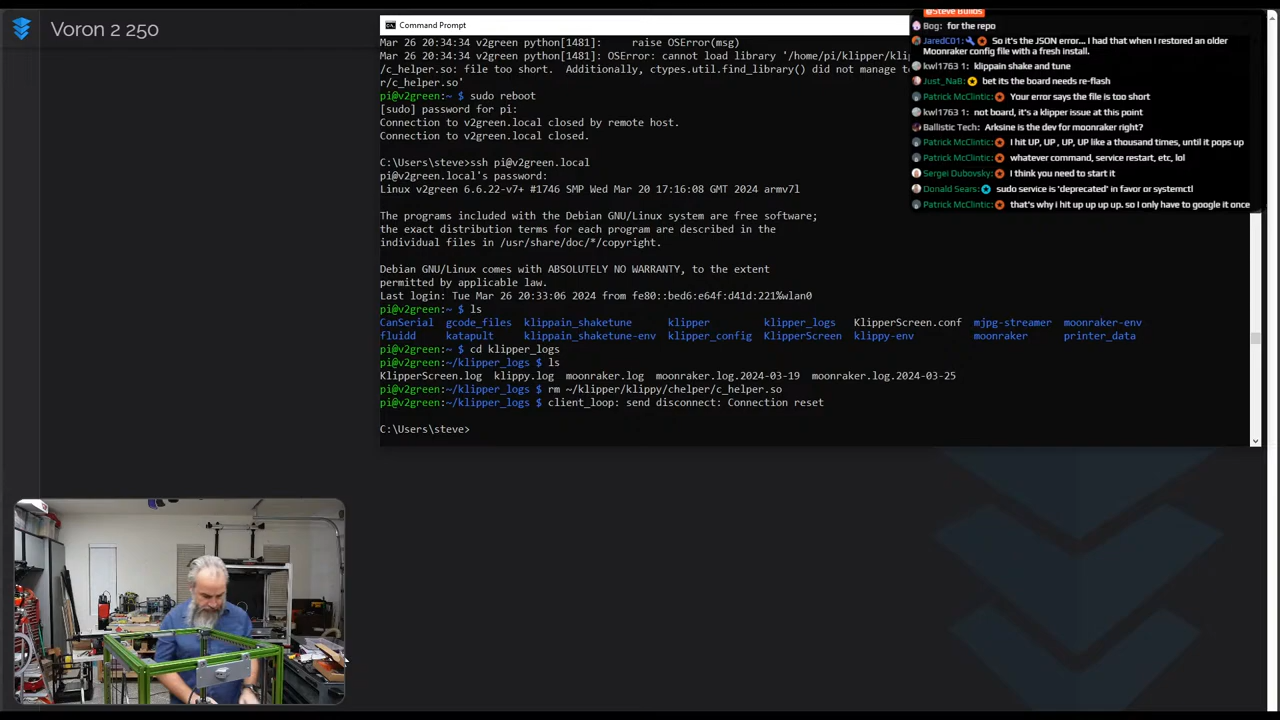 Voron 2 250
Command Prompt
Mar 26 20:34:34 v2green python[1481]:     raise OSError(msg)
Mar 26 20:34:34 v2green python[1481]: OSError: cannot load library '/home/pi/klipper/kli
/c_helper.so: file too short.  Additionally, ctypes.util.find_library() did not manage to
r/c_helper.so'
pi@v2green:~ $ sudo reboot
[sudo] password for pi:
Connection to v2green.local closed by remote host.
Connection to v2green.local closed.
C:\Users\steve>ssh pi@v2green.local
pi@v2green.local's password:
Linux v2green 6.6.22-v7+ #1746 SMP Wed Mar 20 17:16:08 GMT 2024 armv7l
The programs included with the Debian GNU/Linux system are free software;
the exact distribution terms for each program are described in the
individual files in /usr/share/doc/*/copyright.
Debian GNU/Linux comes with ABSOLUTELY NO WARRANTY, to the extent
permitted by applicable law.
Last login: Tue Mar 26 20:33:06 2024 from fe80::bed6:e64f:d41d:221%wlan0
pi@v2green:~ $ ls
CanSerial  gcode_files  klippain_shaketune  klipper  klipper_logs  KlipperScreen.conf  mjpg-streamer  moonraker-env
fluidd  katapult  klippain_shaketune-env  klipper_config  KlipperScreen  klippy-env  moonraker  printer_data
pi@v2green:~ $ cd klipper_logs
pi@v2green:~/klipper_logs $ ls
KlipperScreen.log  klippy.log  moonraker.log  moonraker.log.2024-03-19  moonraker.log.2024-03-25
pi@v2green:~/klipper_logs $ rm ~/klipper/klippy/chelper/c_helper.so
pi@v2green:~/klipper_logs $ client_loop: send disconnect: Connection reset
C:\Users\steve>
@Steve Builds
Bog: for the repo
JaredC01: So it's the JSON error... I had that when I restored an older
Moonraker config file with a fresh install.
kwl1763 1: klippain shake and tune
Just_NaB: bet its the board needs re-flash
Patrick McClintic: Your error says the file is too short
kwl1763 1: not board, it's a klipper issue at this point
Ballistic Tech: Arksine is the dev for moonraker right?
Patrick McClintic: I hit UP, UP , UP, UP like a thousand times, until it pops up
Patrick McClintic: whatever command, service restart, etc, lol
Sergei Dubovsky: I think you need to start it
Donald Sears: sudo service is 'deprecated' in favor or systemctl
Patrick McClintic: that's why i hit up up up up. so I only have to google it once